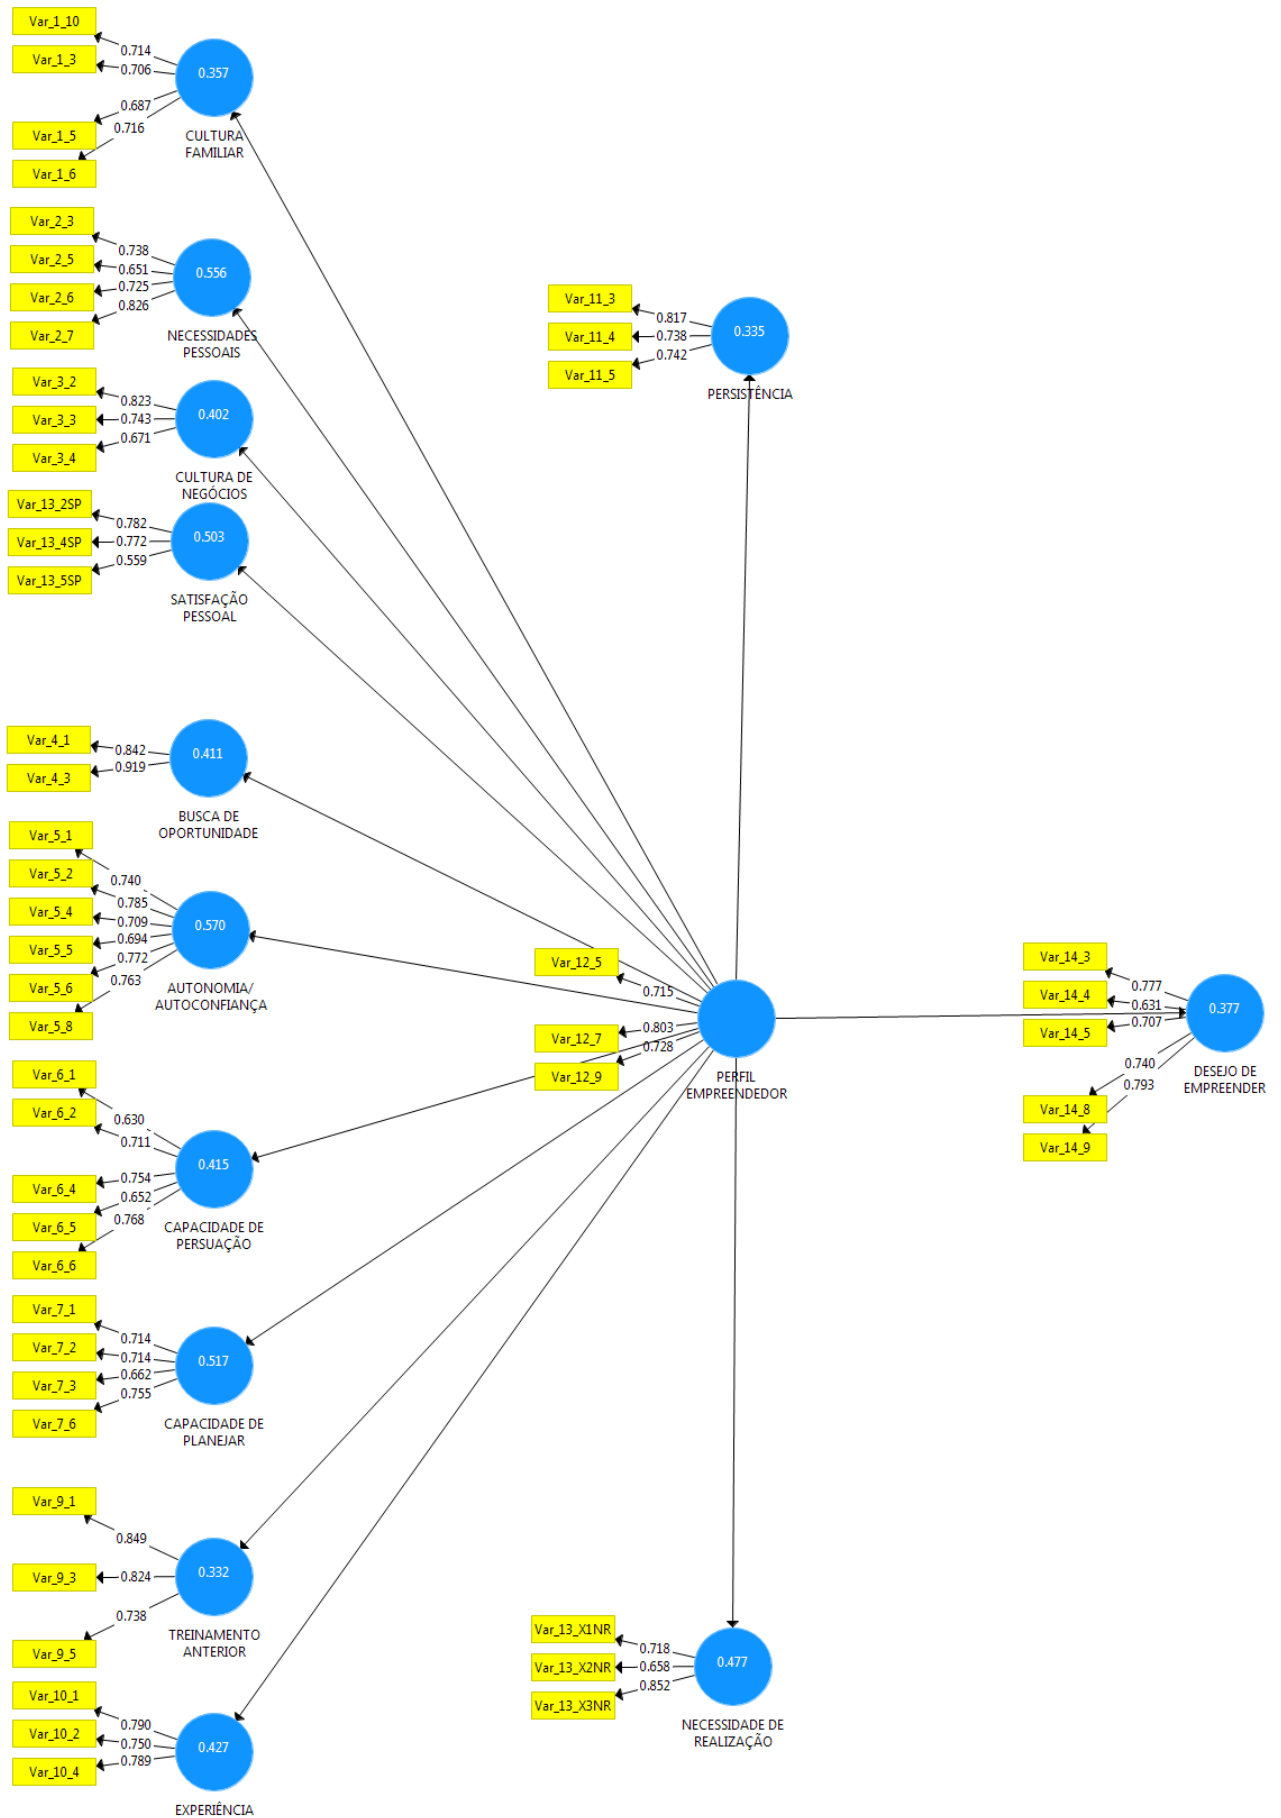 Var_1_10
Var_1_3
Var_1_5
Var_1_6
0.714
0.706
0.687
0.716
0.357
CULTURA
FAMILIAR
Var_2_3
Var_2_5
Var_2_6
Var_2_7
0.738
0.651
0.725
0.826
0.556
NECESSIDADES
PESSOAIS
Var_3_2
Var_3_3
Var_3_4
0.823
0.743
0.671
0.402
CULTURA DE
NEGÓCIOS
Var_13_2SP
Var_13_4SP
Var_13_5SP
0.782
0.772
0.559
0.503
SATISFAÇÃO
PESSOAL
Var_4_1
Var_4_3
0.842
0.919
0.411
BUSCA DE
OPORTUNIDADE
Var_5_1
Var_5_2
Var_5_4
Var_5_5
Var_5_6
Var_5_8
0.740
0.785
0.709
0.694
0.772
0.763
0.570
AUTONOMIA/
AUTOCONFIANÇA
Var_6_1
Var_6_2
Var_6_4
Var_6_5
Var_6_6
0.630
0.711
0.754
0.652
0.768
0.415
CAPACIDADE DE
PERSUAÇÃO
Var_7_1
Var_7_2
Var_7_3
Var_7_6
0.714
0.714
0.662
0.755
0.517
CAPACIDADE DE
PLANEJAR
Var_9_1
Var_9_3
Var_9_5
0.849
0.824
0.738
0.332
TREINAMENTO
ANTERIOR
Var_10_1
Var_10_2
Var_10_4
0.790
0.750
0.789
0.427
EXPERIÊNCIA
Var_11_3
Var_11_4
Var_11_5
0.817
0.738
0.742
0.335
PERSISTÊNCIA
Var_12_5
Var_12_7
Var_12_9
0.715
0.803
0.728
PERFIL
EMPREENDEDOR
Var_13_X1NR
Var_13_X2NR
Var_13_X3NR
0.718
0.658
0.852
0.477
NECESSIDADE DE
REALIZAÇÃO
Var_14_3
Var_14_4
Var_14_5
Var_14_8
Var_14_9
0.777
0.631
0.707
0.740
0.793
0.377
DESEJO DE
EMPREENDER